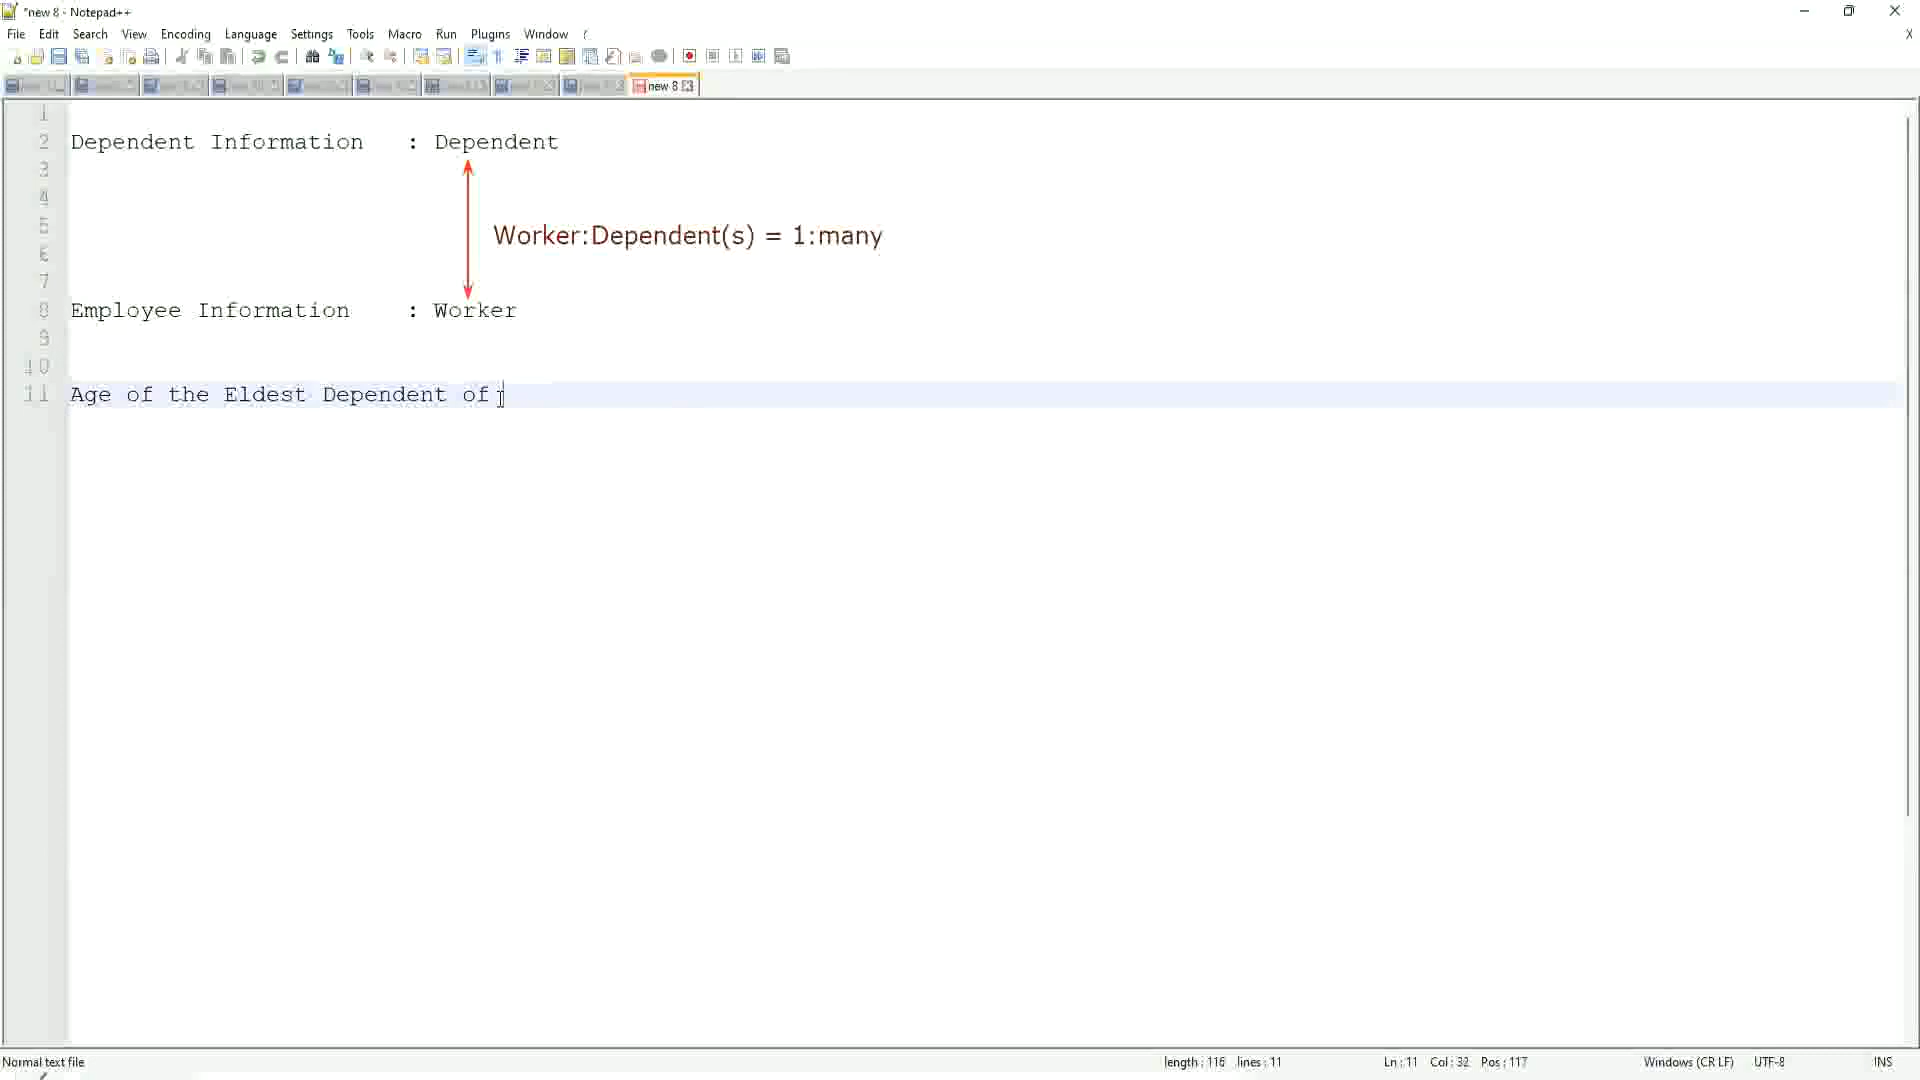 *new 8 - Notepad++
File Edit Search View Encoding Language Settings Tools Macro Run Plugins Window
X
new 8
1
2 Dependent Information : Dependent
3
4
5 Worker:Dependent(s) = 1:many
6
7
8 Employee Information : Worker
9
10
11 Age of the Eldest Dependent of
Normal text file length : 116 lines : 11 Ln : 11 Col : 32 Pos : 117 Windows (CR LF) UTF-8 INS